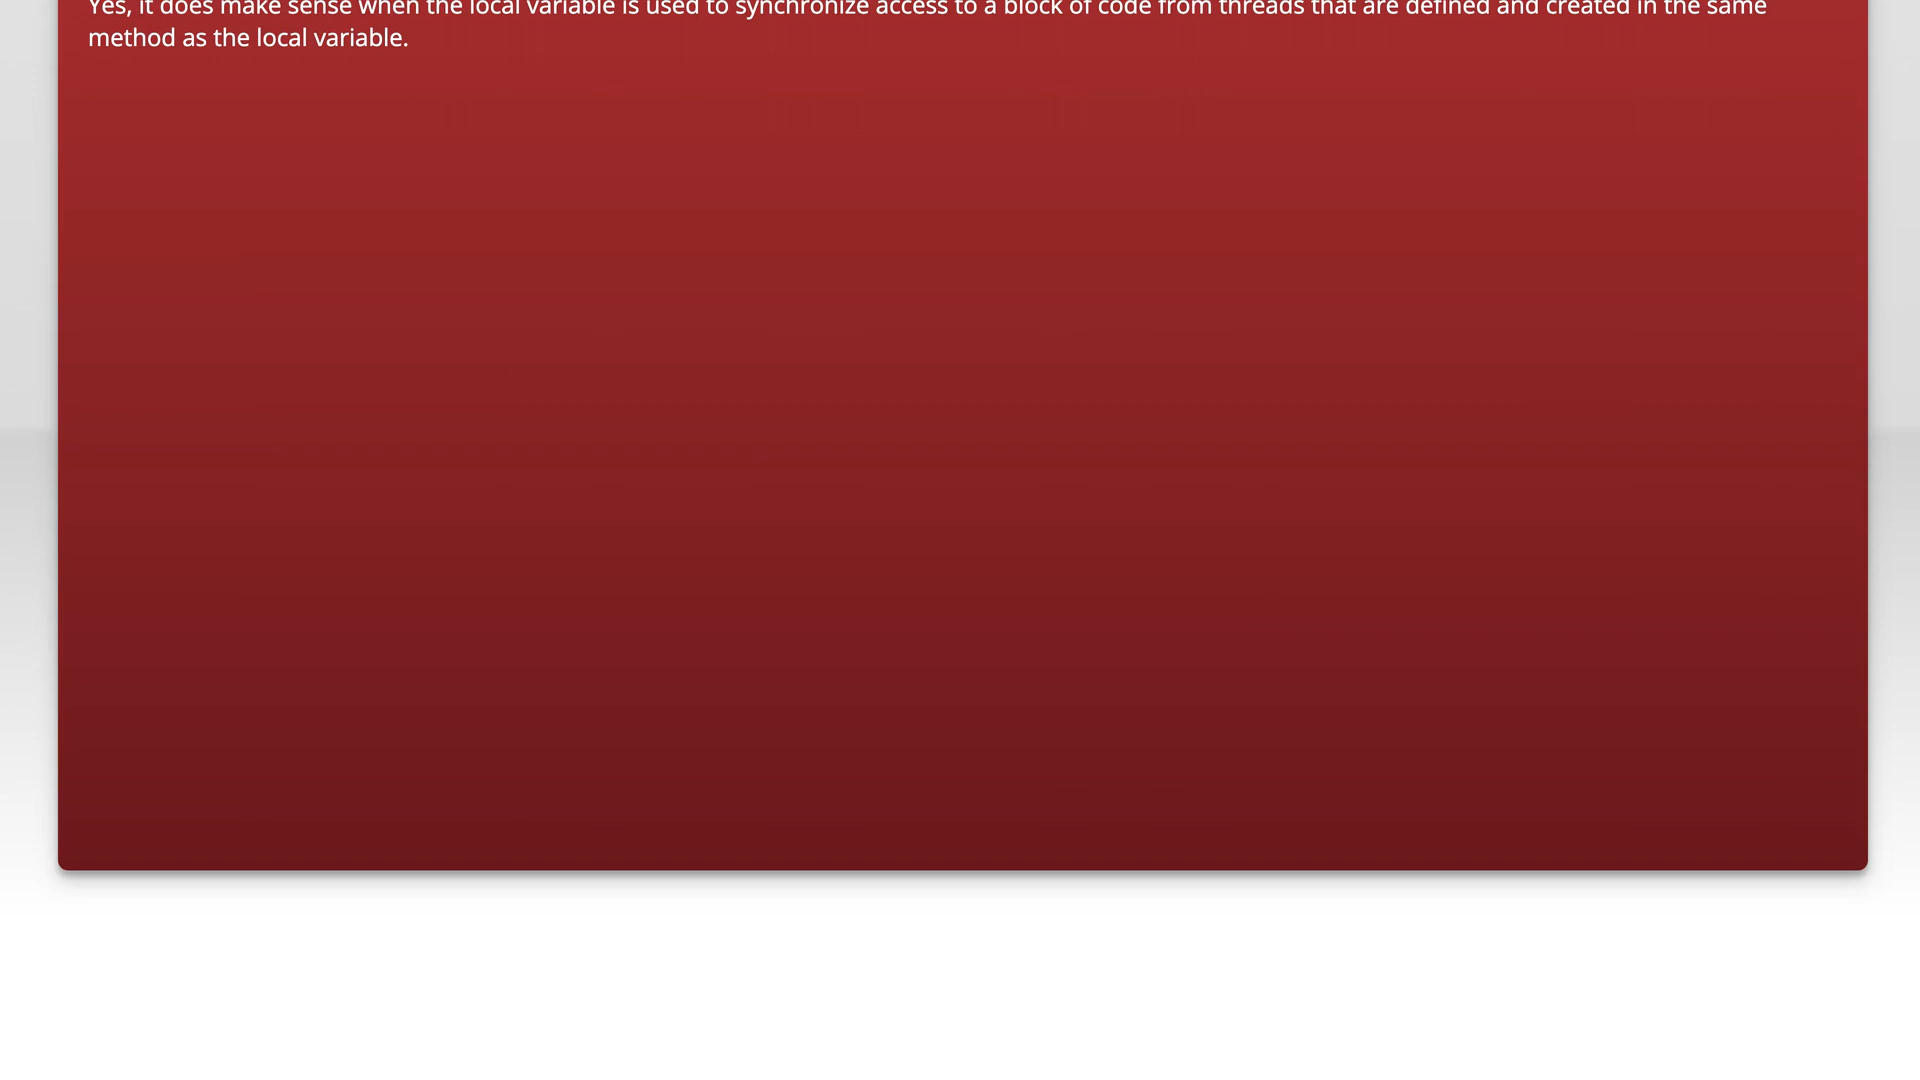 Yes, it does make sense when the local variable is used to synchronize access to a block of code from threads that are defined and created in the same
method as the local variable.